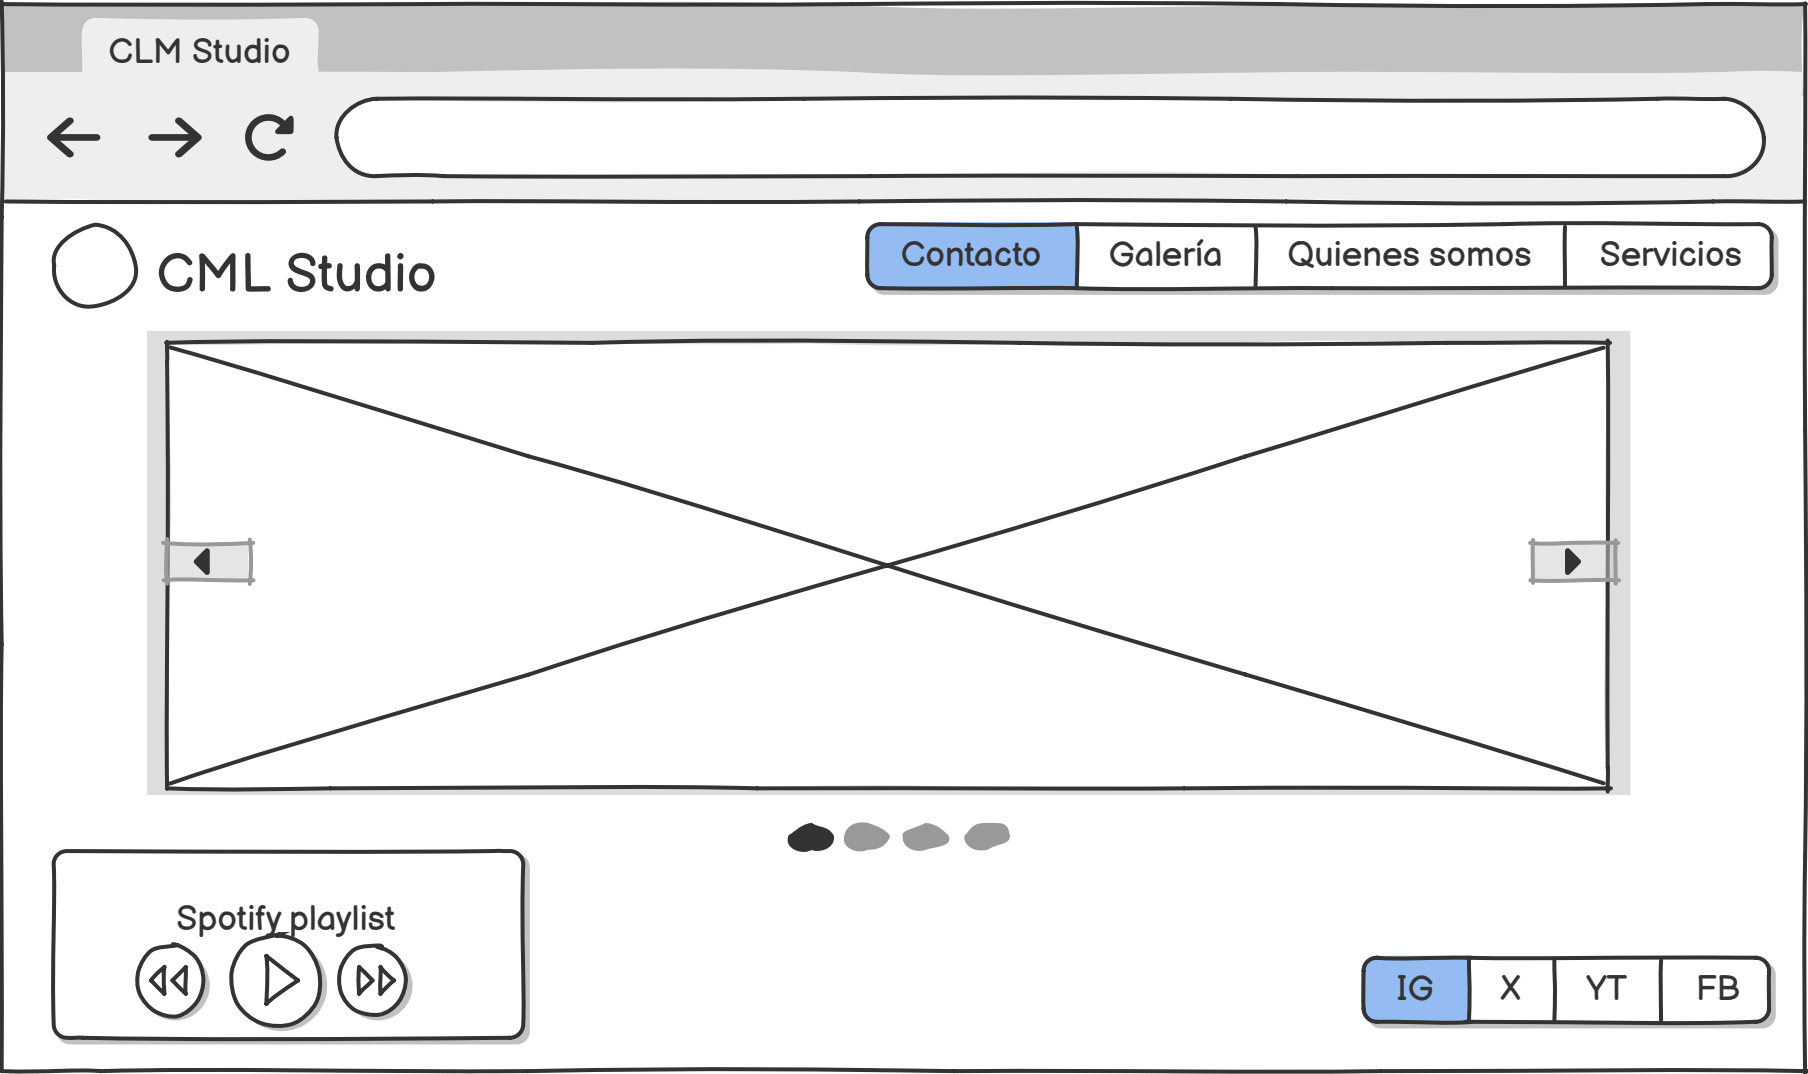 CLM Studio
CML Studio
Contacto Galería Quienes somos Servicios
Spotify playlist
IG X YT FB